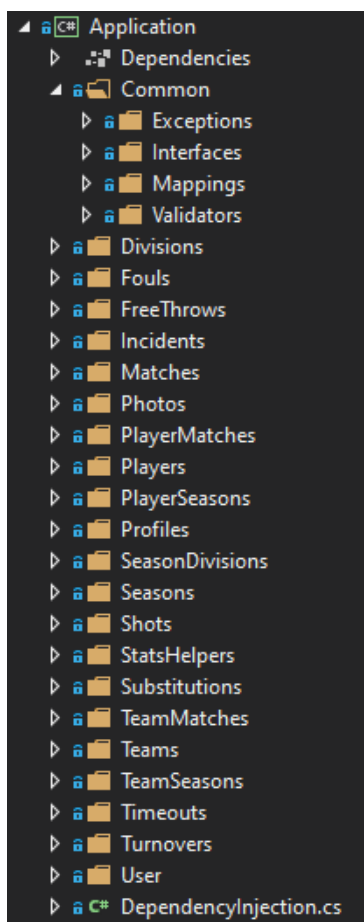 C# Application
Dependencies
Common
Exceptions
Interfaces
Mappings
Validators
Divisions
Fouls
FreeThrows
Incidents
Matches
Photos
PlayerMatches
Players
PlayerSeasons
Profiles
SeasonDivisions
Seasons
Shots
StatsHelpers
Substitutions
TeamMatches
Teams
TeamSeasons
Timeouts
Turnovers
User
C# DependencyInjection.cs